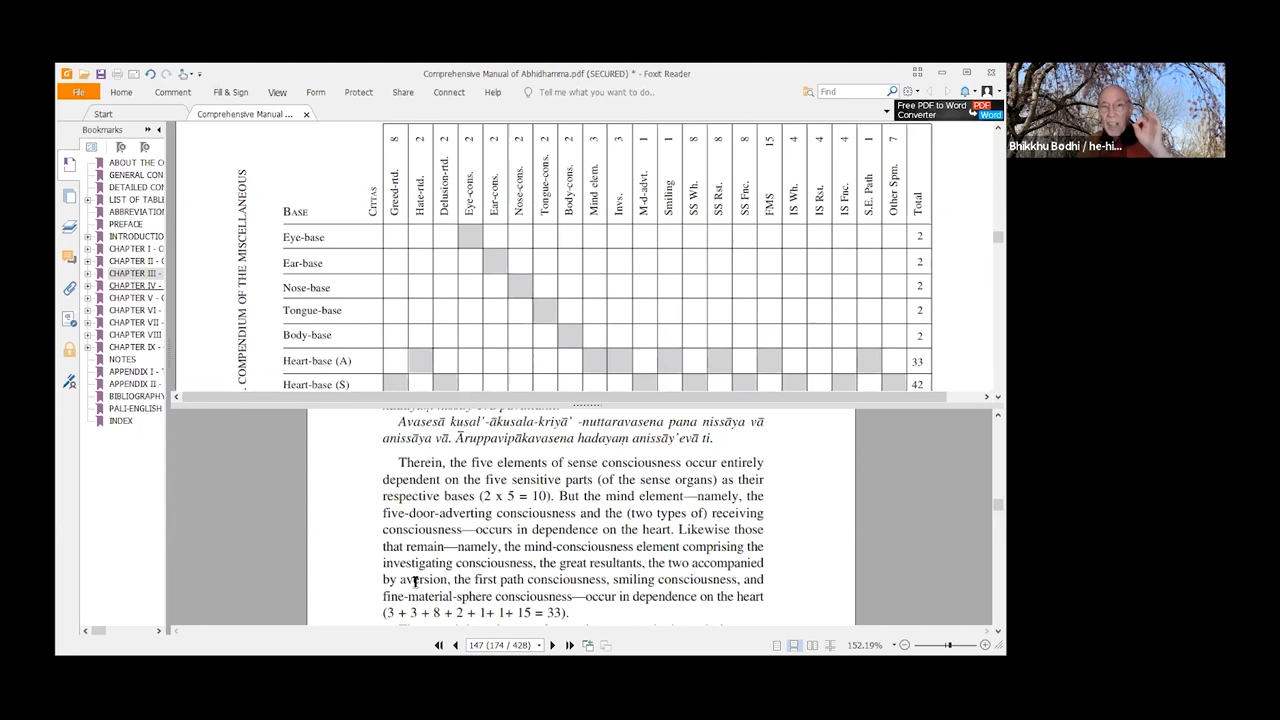 Comprehensive Manual of Abhidhamma.pdf (SECURED) * - Foxit Reader
File Home Comment Fill & Sign View Form Protect Share Connect Help Tell me what you want to do.. Find
Start Comprehensive Manual ... Free PDF to Word Converter PDF Word
Bookmarks
ABOUT THE C
GENERAL CON
DETAILED CON
LIST OF TABLE
ABBREVIATION
PREFACE
INTRODUCTIO
CHAPTER I - C
CHAPTER II - C
CHAPTER III -
CHAPTER IV -
CHAPTER V - C
CHAPTER VI -
CHAPTER VII -
CHAPTER VIII
CHAPTER IX -
NOTES
APPENDIX I - T
APPENDIX II -
BIBLIOGRAPHY
PALI-ENGLISH
INDEX
. COMPENDIUM OF THE MISCELLANEOUS
8 2 2 2 2 2 2 2 3 3 1 1 8 8 8 15 4 4 4 1 7
BASE CITTAS Greed-rtd. Hate-rtd. Delusion-rtd. Eye-cons. Ear-cons. Nose-cons. Tongue-cons. Body-cons. Mind elem. Invs. M-d-advt. Smiling SS Wh. SS Rst. SS Fnc. FMS IS Wh. IS Rst. IS Fnc. S.E. Path Other Spm. Total
Eye-base 2
Ear-base 2
Nose-base 2
Tongue-base 2
Body-base 2
Heart-base (A) 33
Heart-base (S) 42
Avasesā kusal'-ākusala-kriyā' -nuttaravasena pana nissāya vā
anissāya vā. Āruppavipākavasena hadayaṃ anissāy'evā ti.
Therein, the five elements of sense consciousness occur entirely
dependent on the five sensitive parts (of the sense organs) as their
respective bases (2 x 5 = 10). But the mind element—namely, the
five-door-adverting consciousness and the (two types of) receiving
consciousness—occurs in dependence on the heart. Likewise those
that remain—namely, the mind-consciousness element comprising the
investigating consciousness, the great resultants, the two accompanied
by aversion, the first path consciousness, smiling consciousness, and
fine-material-sphere consciousness—occur in dependence on the heart
(3 + 3 + 8 + 2 + 1+ 1+ 15 = 33).
147 (174 / 428) 152.19%
Bhikkhu Bodhi / he-hi...